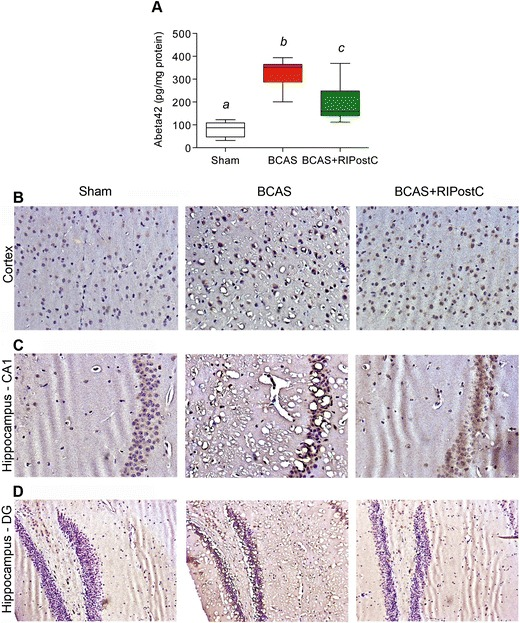 A
Abeta42 (pg/mg protein)
500
400
300
200
100
0
a
b
c
Sham
BCAS
BCAS+RIPostC
Sham
BCAS
BCAS+RIPostC
B
Cortex
C
Hippocampus - CA1
D
Hippocampus - DG